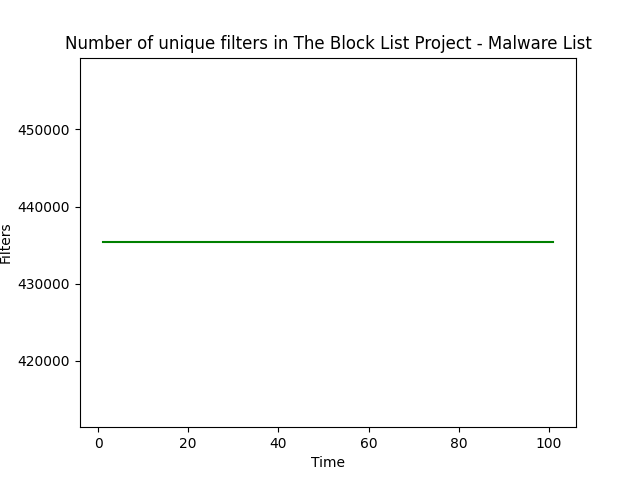 Number of unique filters in The Block List Project - Malware List
450000
440000
430000
420000
Filters
0 20 40 60 80 100
Time